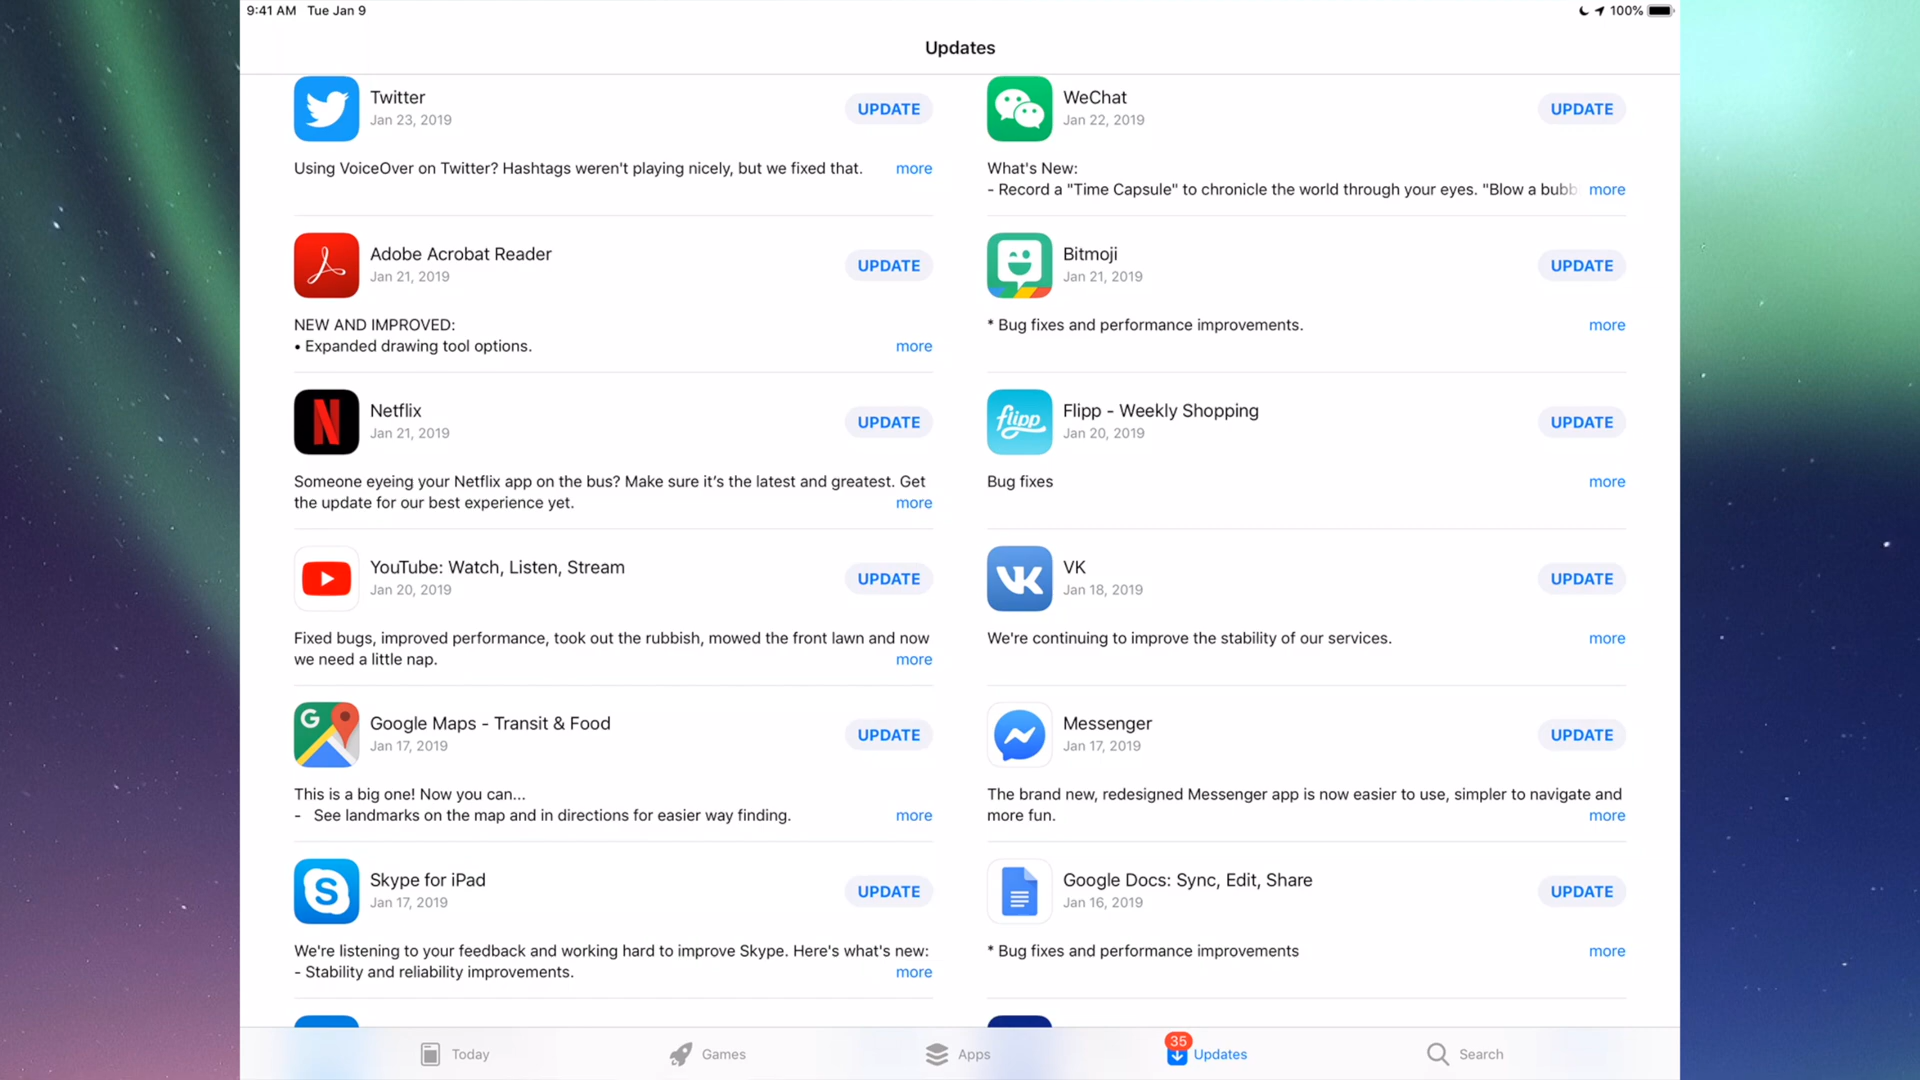 9:41 AM Tue Jan 9
100%
Updates
Twitter
Jan 23, 2019
UPDATE
Using VoiceOver on Twitter? Hashtags weren't playing nicely, but we fixed that. more
WeChat
Jan 22, 2019
UPDATE
What's New:
- Record a "Time Capsule" to chronicle the world through your eyes. "Blow a bubb more
Adobe Acrobat Reader
Jan 21, 2019
UPDATE
NEW AND IMPROVED:
• Expanded drawing tool options. more
Bitmoji
Jan 21, 2019
UPDATE
* Bug fixes and performance improvements. more
Netflix
Jan 21, 2019
UPDATE
Someone eyeing your Netflix app on the bus? Make sure it’s the latest and greatest. Get
the update for our best experience yet. more
flipp
Flipp - Weekly Shopping
Jan 20, 2019
UPDATE
Bug fixes more
YouTube: Watch, Listen, Stream
Jan 20, 2019
UPDATE
Fixed bugs, improved performance, took out the rubbish, mowed the front lawn and now
we need a little nap. more
VK
Jan 18, 2019
UPDATE
We're continuing to improve the stability of our services. more
G
Google Maps - Transit & Food
Jan 17, 2019
UPDATE
This is a big one! Now you can...
- See landmarks on the map and in directions for easier way finding. more
Messenger
Jan 17, 2019
UPDATE
The brand new, redesigned Messenger app is now easier to use, simpler to navigate and
more fun. more
S
Skype for iPad
Jan 17, 2019
UPDATE
We're listening to your feedback and working hard to improve Skype. Here's what's new:
- Stability and reliability improvements. more
Google Docs: Sync, Edit, Share
Jan 16, 2019
UPDATE
* Bug fixes and performance improvements more
Today
Games
Apps
35
Updates
Search